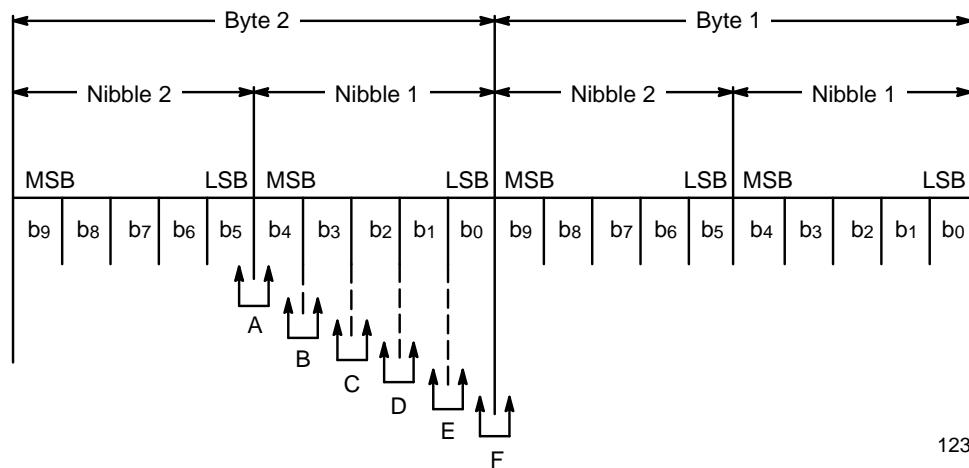 Byte 2 Byte 1
Nibble 2 Nibble 1 Nibble 2 Nibble 1
MSB LSB MSB LSB MSB LSB MSB LSB
b9 b8 b7 b6 b5 b4 b3 b2 b1 b0 b9 b8 b7 b6 b5 b4 b3 b2 b1 b0
A
B
C
D
E
F
123